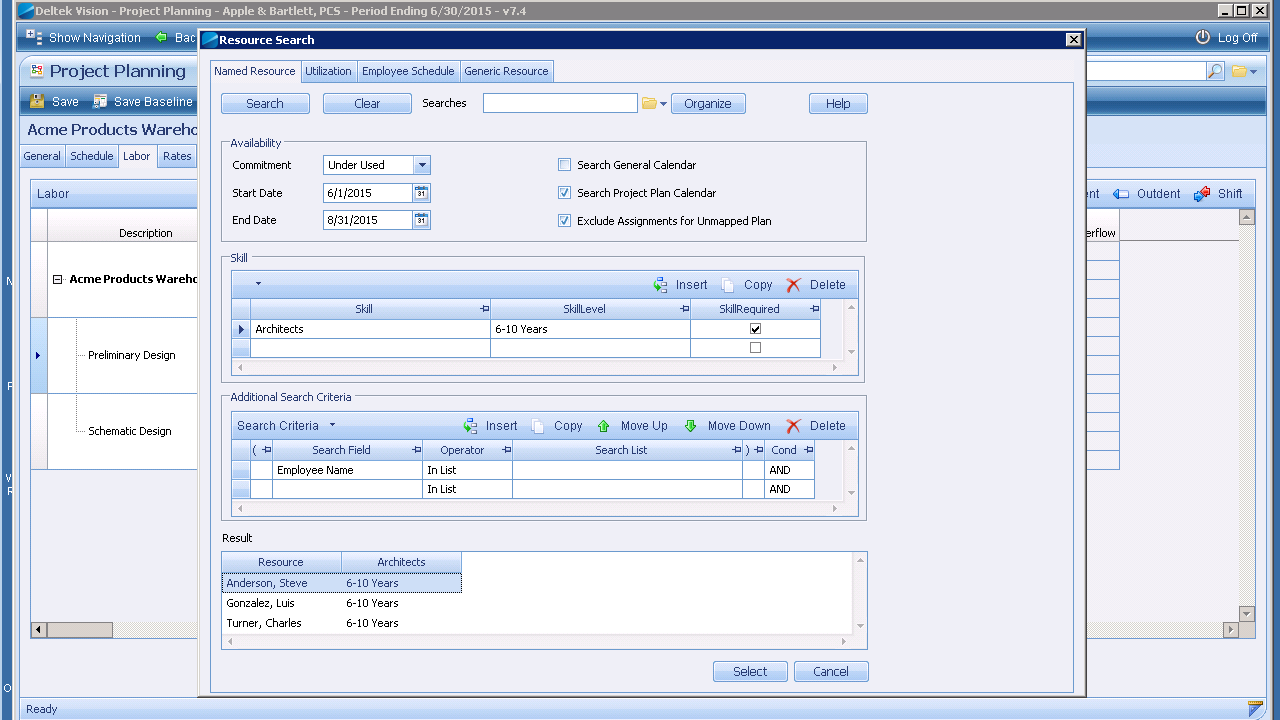 Deltek Vision - Project Planning - Apple & Bartlett, PCS - Period Ending 6/30/2015 - v7.4
Show Navigation Bac Log Off
Resource Search
Project Planning
Save Save Baseline
Acme Products Wareho
General Schedule Labor Rates
Labor
nt Outdent Shift
Description
erflow
Acme Products Wareho
Preliminary Design
Schematic Design
Named Resource Utilization Employee Schedule Generic Resource
Search Clear Searches Organize Help
Availability
Commitment Under Used Search General Calendar
Start Date 6/1/2015 31 Search Project Plan Calendar
End Date 8/31/2015 31 Exclude Assignments for Unmapped Plan
Skill
Insert Copy Delete
Skill SkillLevel SkillRequired
Architects 6-10 Years
Additional Search Criteria
Search Criteria Insert Copy Move Up Move Down Delete
( Search Field Operator Search List ) Cond
Employee Name In List AND
In List AND
Result
Resource Architects
Anderson, Steve 6-10 Years
Gonzalez, Luis 6-10 Years
Turner, Charles 6-10 Years
Select Cancel
Ready